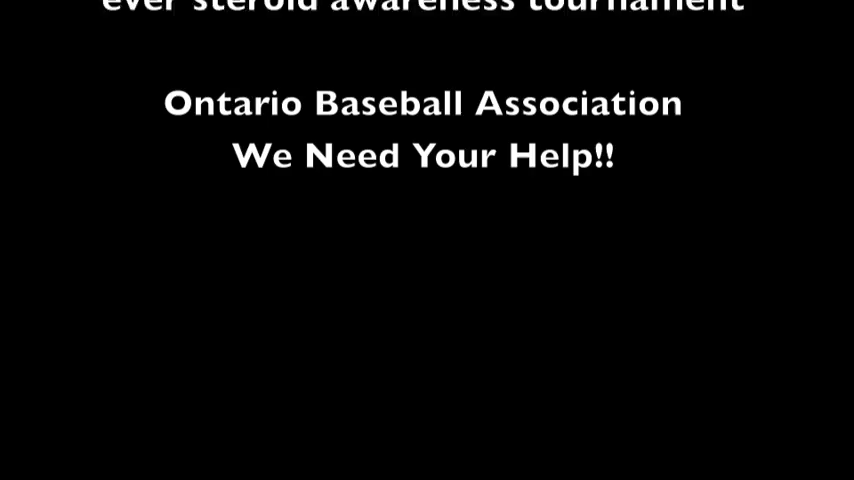 ever steroid awareness tournament
Ontario Baseball Association
We Need Your Help!!